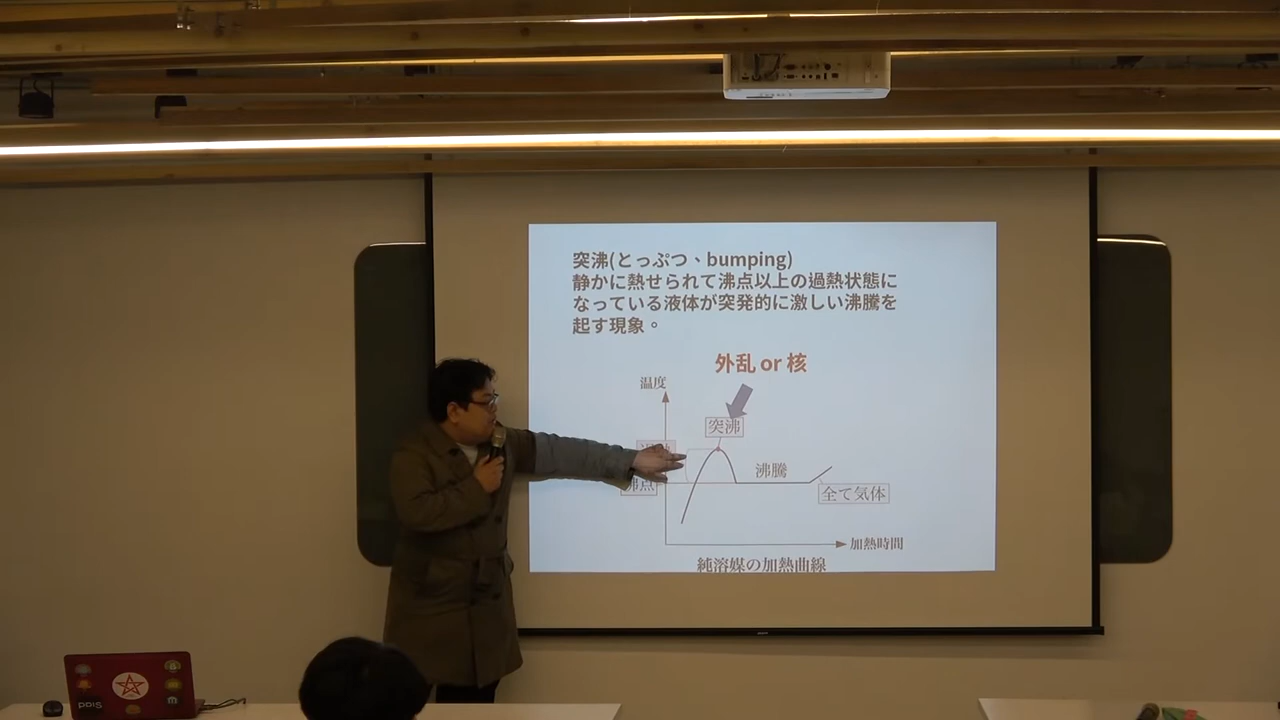 突沸(とっぷつ、bumping)
静かに熱せられて沸点以上の過熱状態に
なっている液体が突発的に激しい沸騰を
起す現象。
外乱 or 核
温度
突沸
沸騰
沸点
全て気体
加熱時間
純溶媒の加熱曲線
PRIS